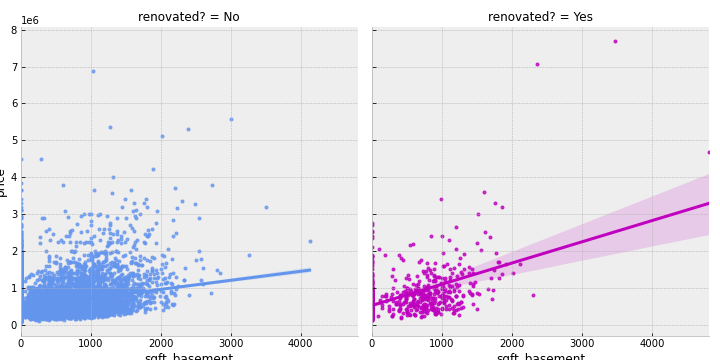 renovated? = No
renovated? = Yes
1e6
8
7
6
5
4
3
2
1
0
price
0 1000 2000 3000 4000
0 1000 2000 3000 4000
sqft_basement
sqft_basement